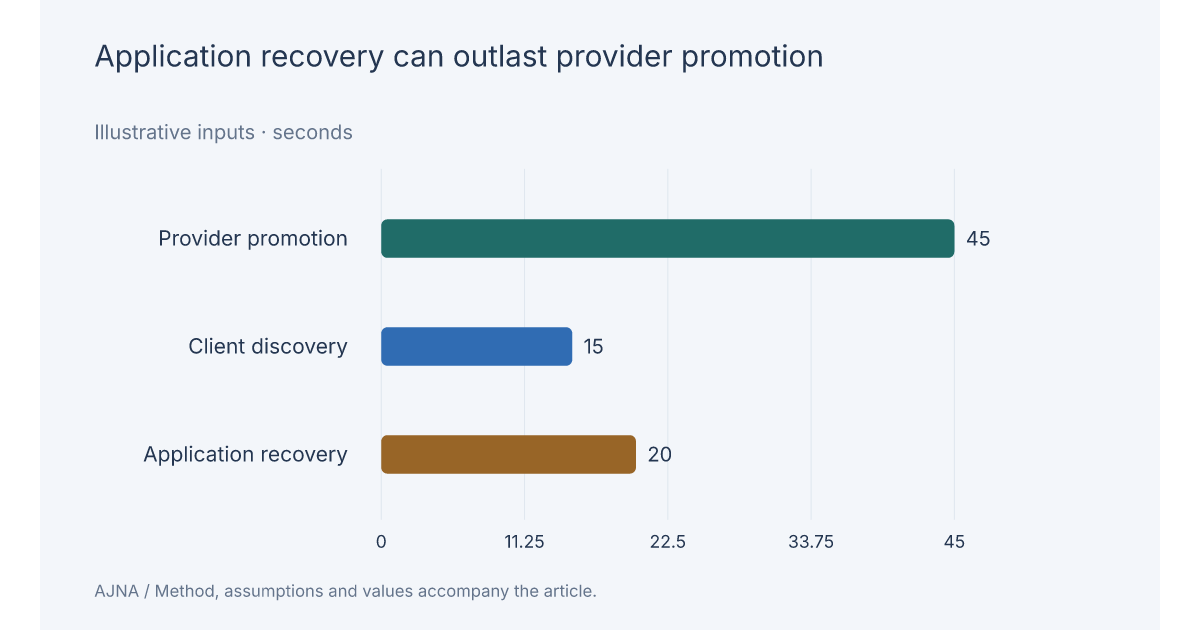 Application recovery can outlast provider promotion
Illustrative inputs · seconds
Provider promotion 45
Client discovery 15
Application recovery 20
0 11.25 22.5 33.75 45
AJNA / Method, assumptions and values accompany the article.